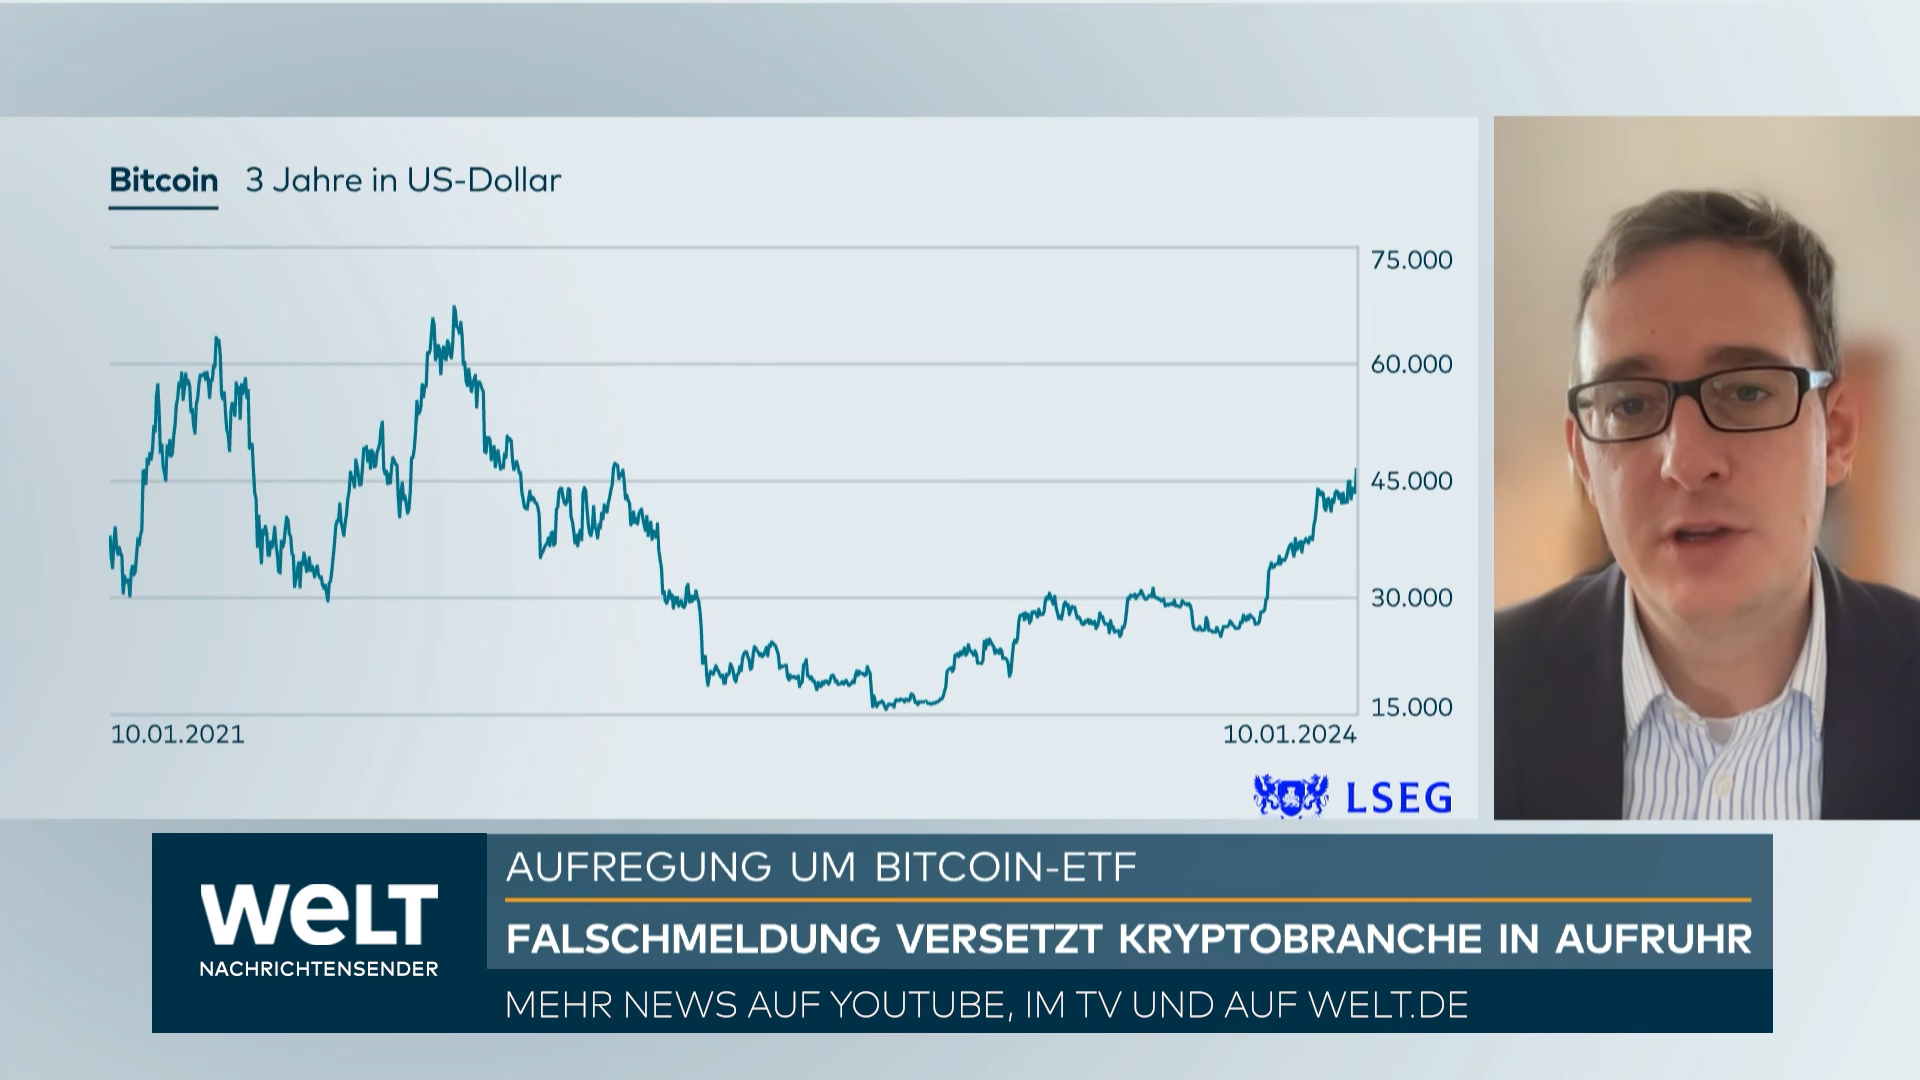 Bitcoin 3 Jahre in US-Dollar
75.000
60.000
45.000
30.000
15.000
10.01.2021 10.01.2024
LSEG
AUFREGUNG UM BITCOIN-ETF
FALSCHMELDUNG VERSETZT KRYPTOBRANCHE IN AUFRUHR
MEHR NEWS AUF YOUTUBE, IM TV UND AUF WELT.DE
WELT
NACHRICHTENSENDER